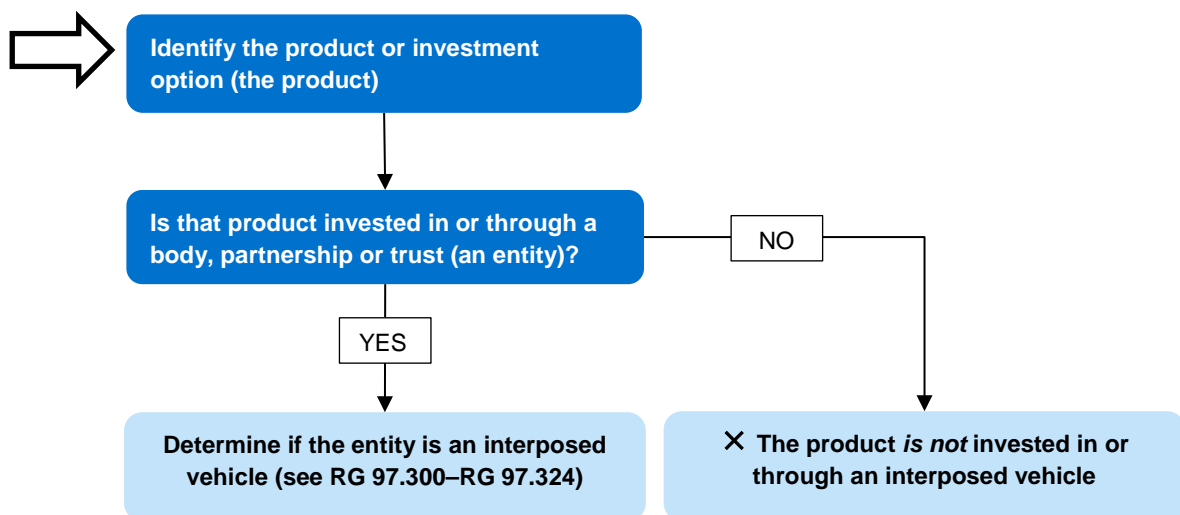 Identify the product or investment
option (the product)
Is that product invested in or through a
body, partnership or trust (an entity)?
NO
YES
Determine if the entity is an interposed
vehicle (see RG 97.300–RG 97.324)
✕ The product is not invested in or
through an interposed vehicle